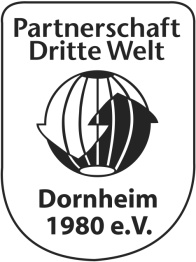 Partnerschaft
Dritte Welt
Dornheim
1980 e.V.